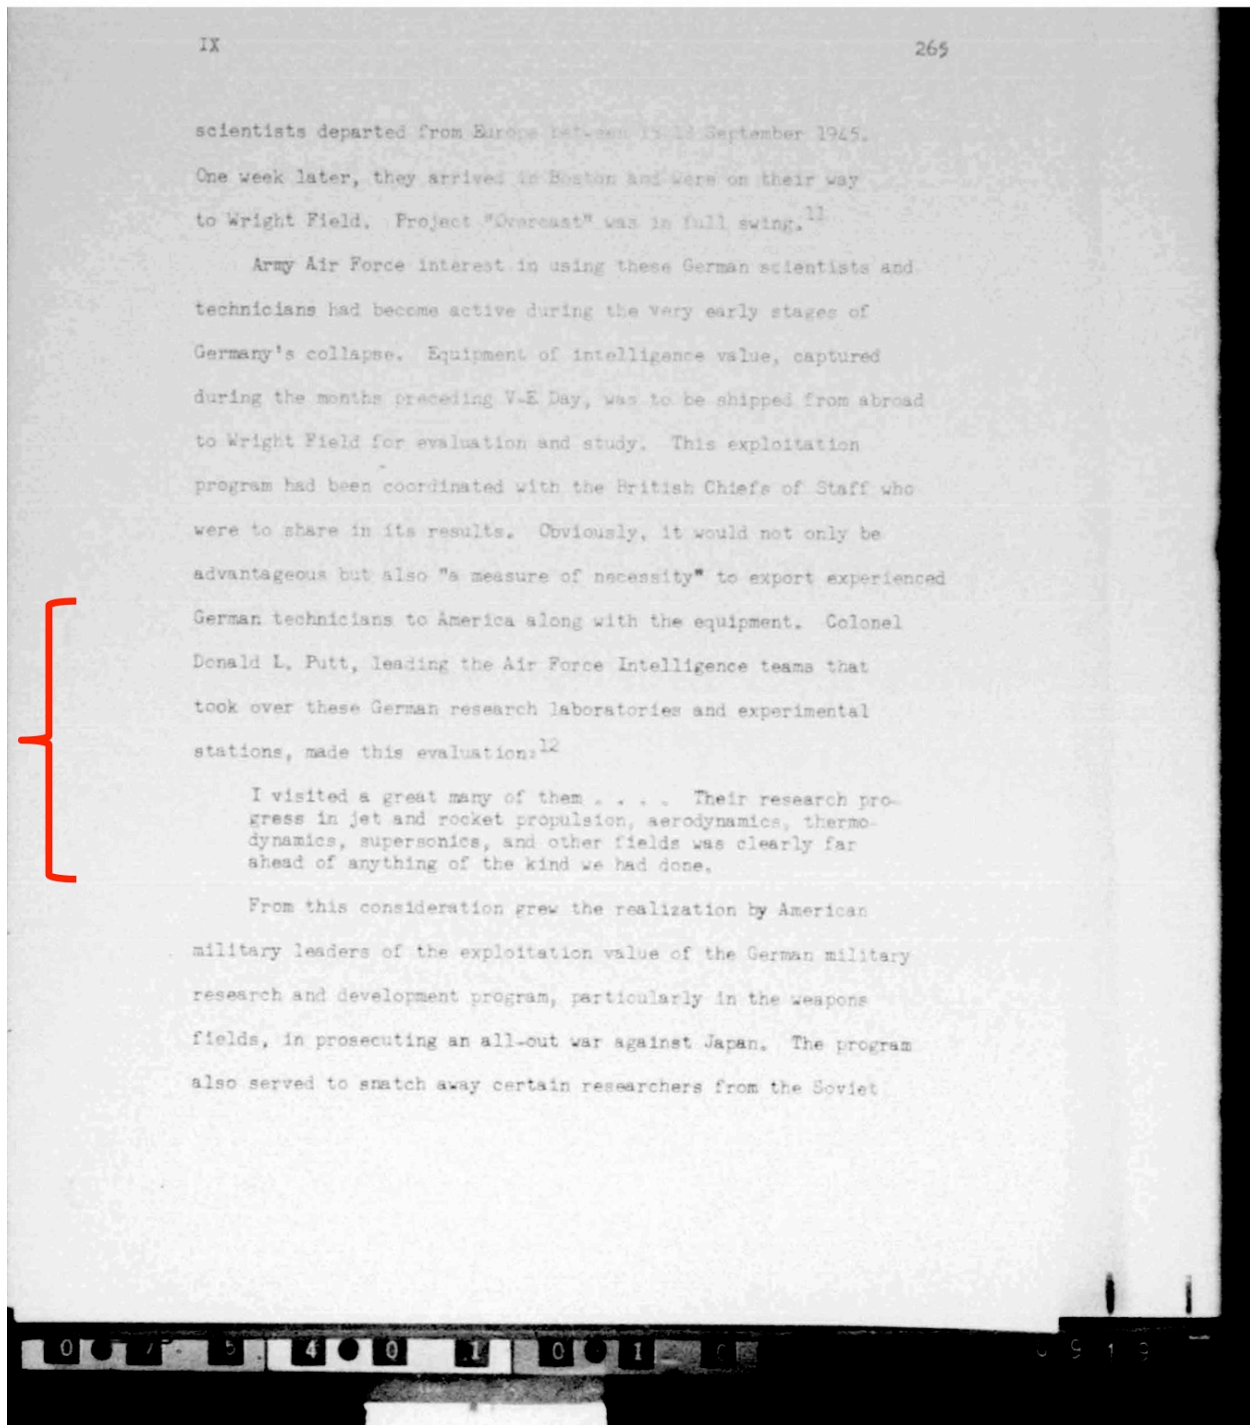 IX 265
scientists departed from Europe between September 1945.
One week later, they arrived in Boston and were on their way
to Wright Field. Project "Overcast" was in full swing.11
Army Air Force interest in using these German scientists and
technicians had become active during the very early stages of
Germany's collapse. Equipment of intelligence value, captured
during the months preceding V-E Day, was to be shipped from abroad
to Wright Field for evaluation and study. This exploitation
program had been coordinated with the British Chiefs of Staff who
were to share in its results. Obviously, it would not only be
advantageous but also "a measure of necessity" to export experienced
German technicians to America along with the equipment. Colonel
Donald L. Putt, leading the Air Force Intelligence teams that
took over these German research laboratories and experimental
stations, made this evaluation:12
I visited a great many of them . . . . Their research pro-
gress in jet and rocket propulsion, aerodynamics, thermo-
dynamics, supersonics, and other fields was clearly far
ahead of anything of the kind we had done.
From this consideration grew the realization by American
military leaders of the exploitation value of the German military
research and development program, particularly in the weapons
fields, in prosecuting an all-out war against Japan. The program
also served to snatch away certain researchers from the Soviet
0 5 4 0 1 0 1 9 1 9